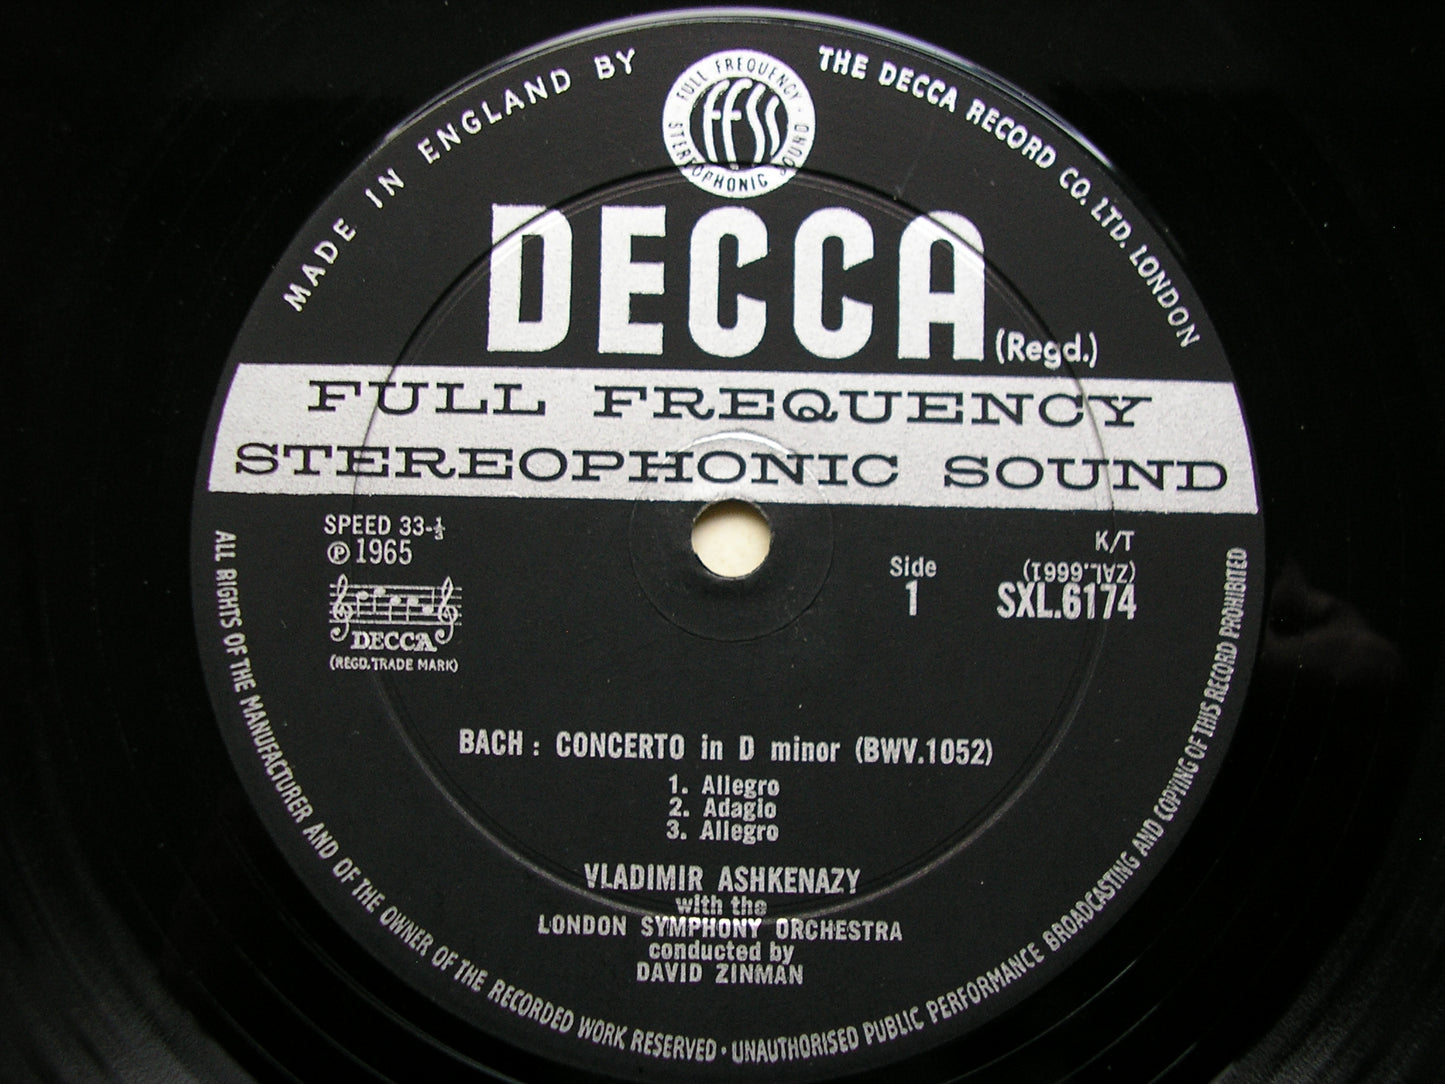 MADE IN ENGLAND BY
THE DECCA RECORD CO. LTD. LONDON
FULL FREQUENCY
FFSS
STEREOPHONIC SOUND
DECCA
(Regd.)
FULL FREQUENCY
STEREOPHONIC SOUND
SPEED 33-⅓
℗ 1965
DECCA
(REGD. TRADE MARK)
Side
1
K/T
(ZAL.6661)
SXL.6174
BACH : CONCERTO in D minor (BWV.1052)
1. Allegro
2. Adagio
3. Allegro
VLADIMIR ASHKENAZY
with the
LONDON SYMPHONY ORCHESTRA
conducted by
DAVID ZINMAN
ALL RIGHTS OF THE MANUFACTURER AND OF THE OWNER OF THE RECORDED WORK RESERVED · UNAUTHORISED PUBLIC PERFORMANCE BROADCASTING AND COPYING OF THIS RECORD PROHIBITED